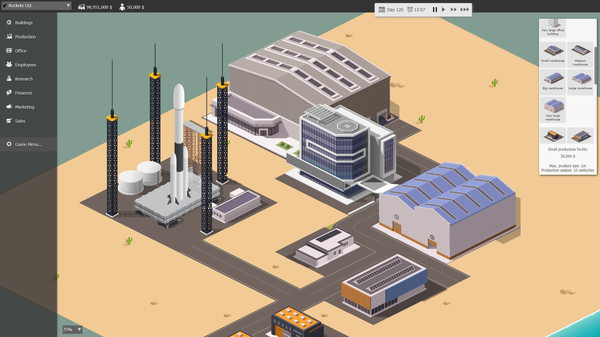 Rockets Ltd.
98,951,000 $
50,000 $
Day 126
13:07
Buildings
Production
Office
Employees
Research
Finances
Marketing
Sales
Game Menu...
Very large office
building
Small warehouse
Medium
warehouse
Big warehouse
Large warehouse
Very large
warehouse
Small production facility
30,000 $
Max. product size: 1m
Production output: 10 units/day
75%